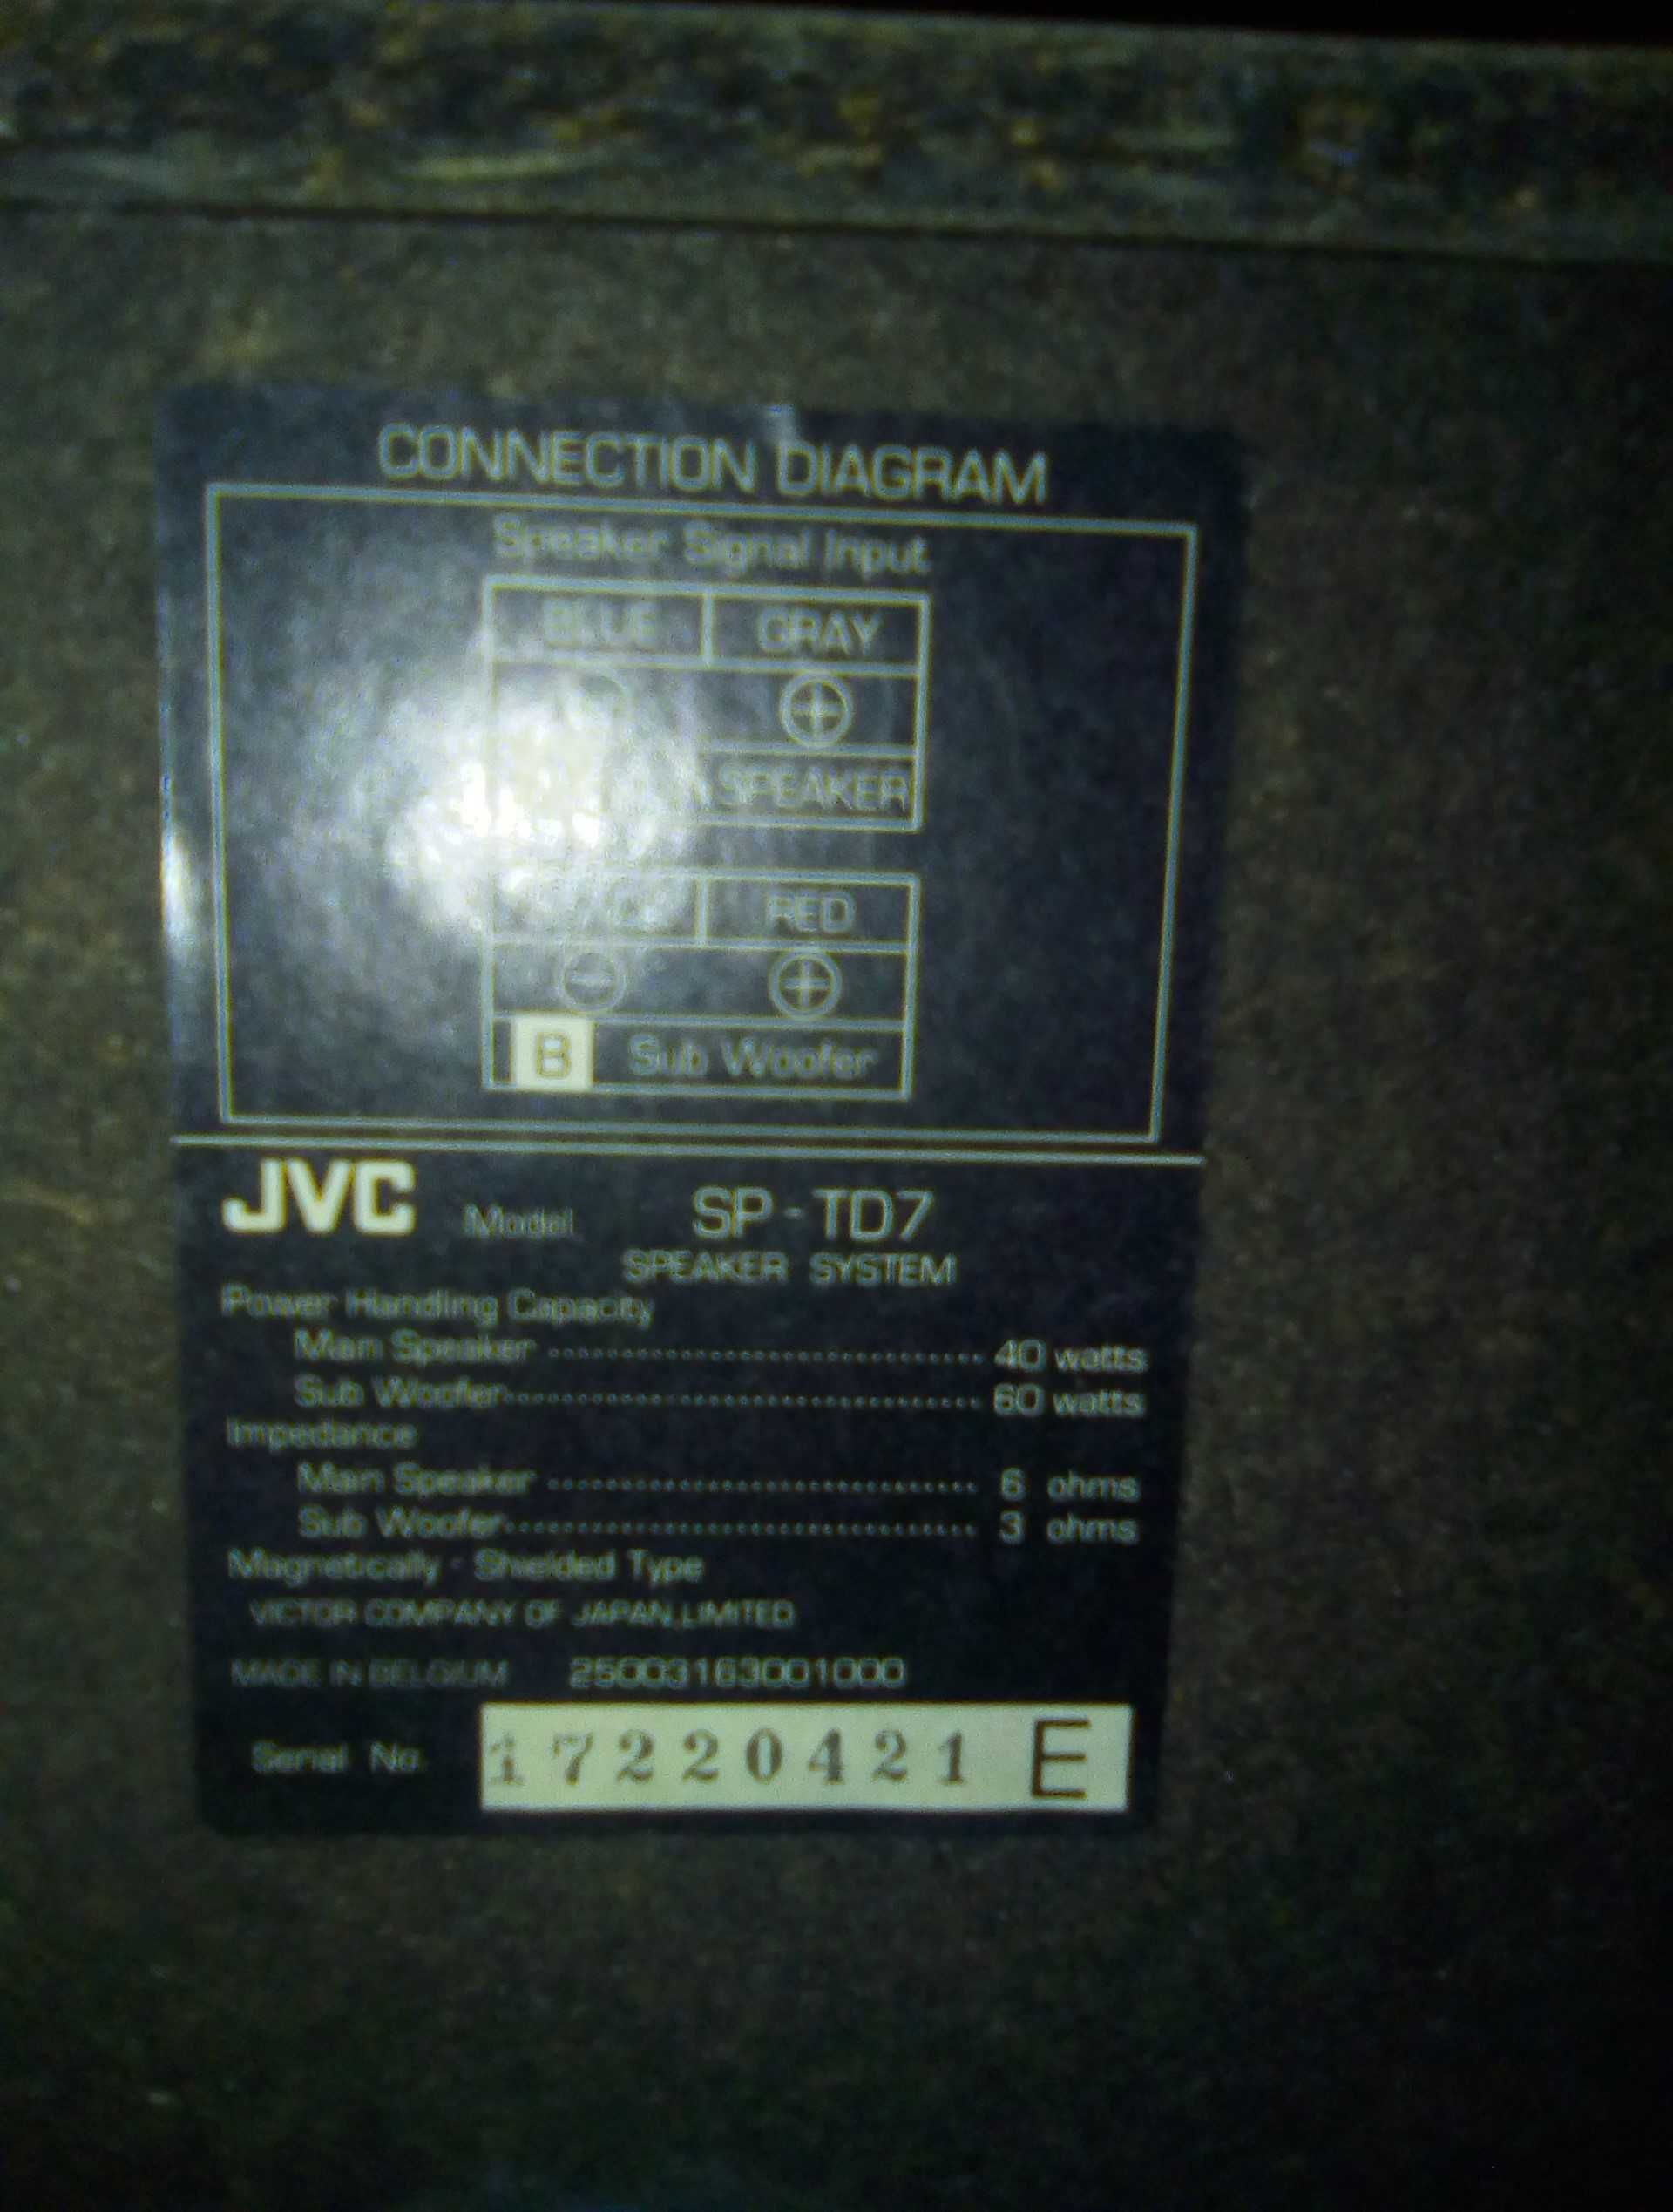 CONNECTION DIAGRAM
Speaker Signal Input
BLUE GRAY
⊕
SPEAKER
RED
⊖ ⊕
B Sub Woofer
JVC Model SP-TD7
SPEAKER SYSTEM
Power Handling Capacity
Main Speaker 40 watts
Sub Woofer 60 watts
Impedance
Main Speaker 6 ohms
Sub Woofer 3 ohms
Magnetically - Shielded Type
VICTOR COMPANY OF JAPAN,LIMITED
MADE IN BELGIUM 25003163001000
Serial No. 17220421 E